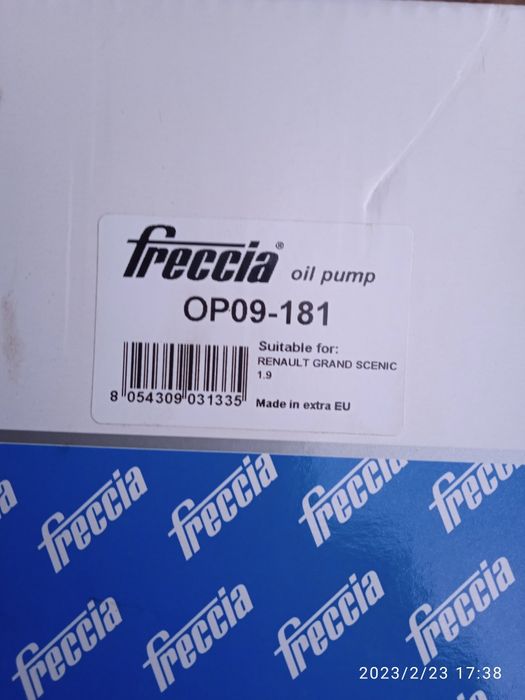 freccia® oil pump
OP09-181
Suitable for:
RENAULT GRAND SCENIC
1.9
8 054309 031335
Made in extra EU
freccia freccia freccia freccia
freccia freccia freccia freccia
2023/2/23 17:38